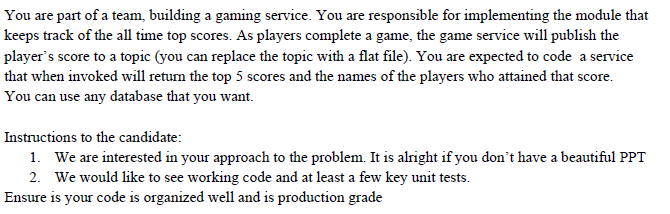 You are part of a team, building a gaming service. You are responsible for implementing the module that
keeps track of the all time top scores. As players complete a game, the game service will publish the
player's score to a topic (you can replace the topic with a flat file). You are expected to code  a service
that when invoked will return the top 5 scores and the names of the players who attained that score.
You can use any database that you want.
Instructions to the candidate:
1. We are interested in your approach to the problem. It is alright if you don't have a beautiful PPT
2. We would like to see working code and at least a few key unit tests.
Ensure is your code is organized well and is production grade